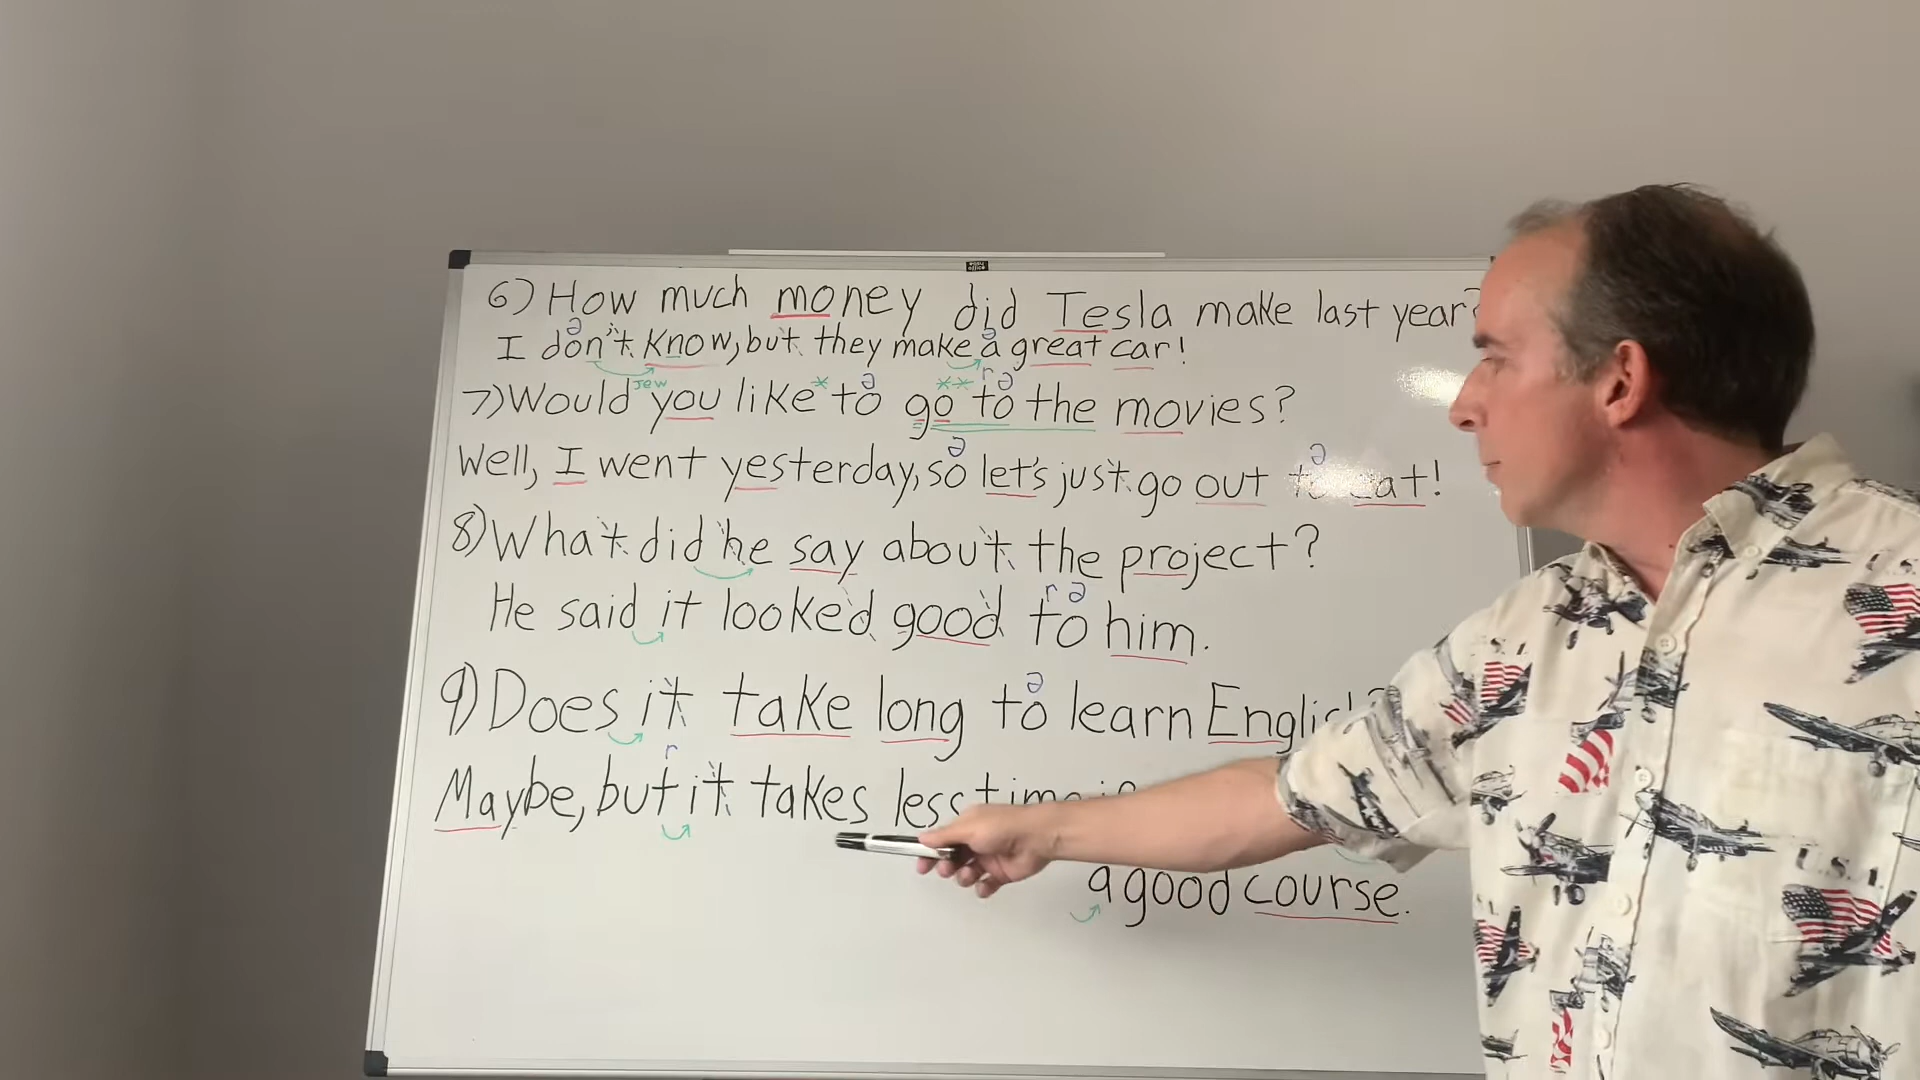 6) How much money did Tesla make last year?
I don't know, but they make a great car!
7) Would you like to go to the movies?
Well, I went yesterday, so let's just go out to eat!
8) What did he say about the project?
He said it looked good to him.
9) Does it take long to learn English?
Maybe, but it takes less time if
a good course.